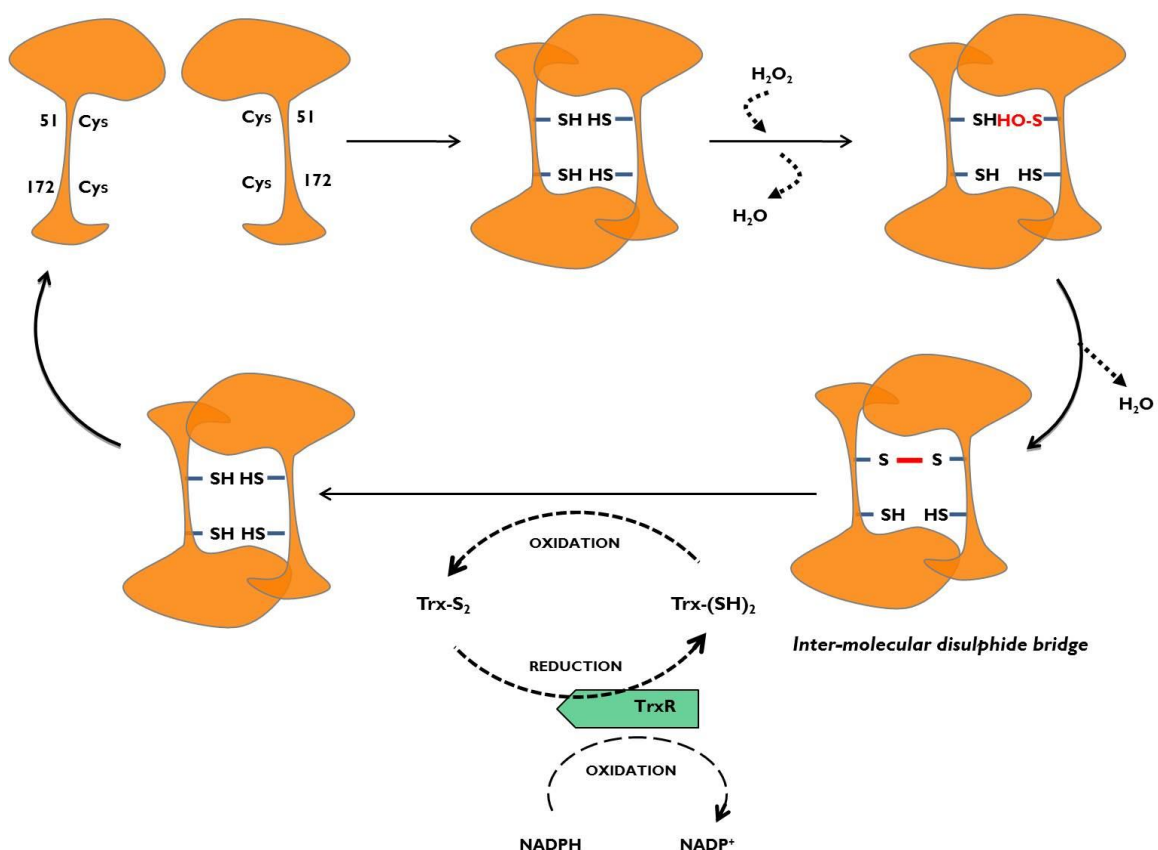 51 Cys
Cys 51
172 Cys
Cys 172
SH HS
SH HS
H₂O₂
H₂O
SHHO-S
SH HS
H₂O
S S
SH HS
Inter-molecular disulphide bridge
SH HS
SH HS
OXIDATION
Trx-S₂
Trx-(SH)₂
REDUCTION
TrxR
OXIDATION
NADPH
NADP⁺